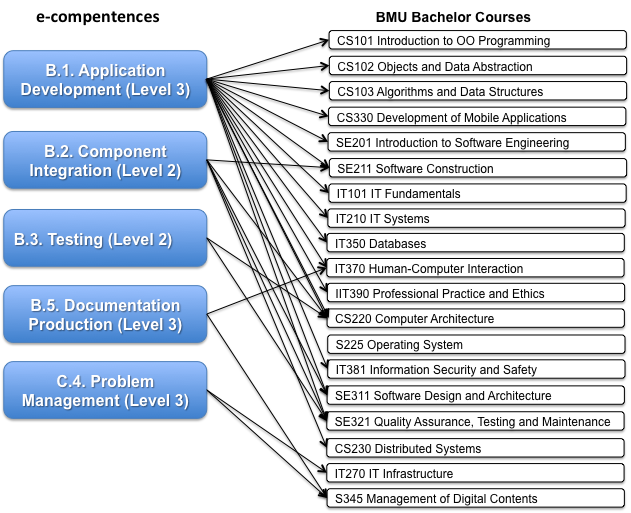 e-compentences
BMU Bachelor Courses
B.1. Application
Development (Level 3)
B.2. Component
Integration (Level 2)
B.3. Testing (Level 2)
B.5. Documentation
Production (Level 3)
C.4. Problem
Management (Level 3)
CS101 Introduction to OO Programming
CS102 Objects and Data Abstraction
CS103 Algorithms and Data Structures
CS330 Development of Mobile Applications
SE201 Introduction to Software Engineering
SE211 Software Construction
IT101 IT Fundamentals
IT210 IT Systems
IT350 Databases
IT370 Human-Computer Interaction
IIT390 Professional Practice and Ethics
CS220 Computer Architecture
S225 Operating System
IT381 Information Security and Safety
SE311 Software Design and Architecture
SE321 Quality Assurance, Testing and Maintenance
CS230 Distributed Systems
IT270 IT Infrastructure
S345 Management of Digital Contents